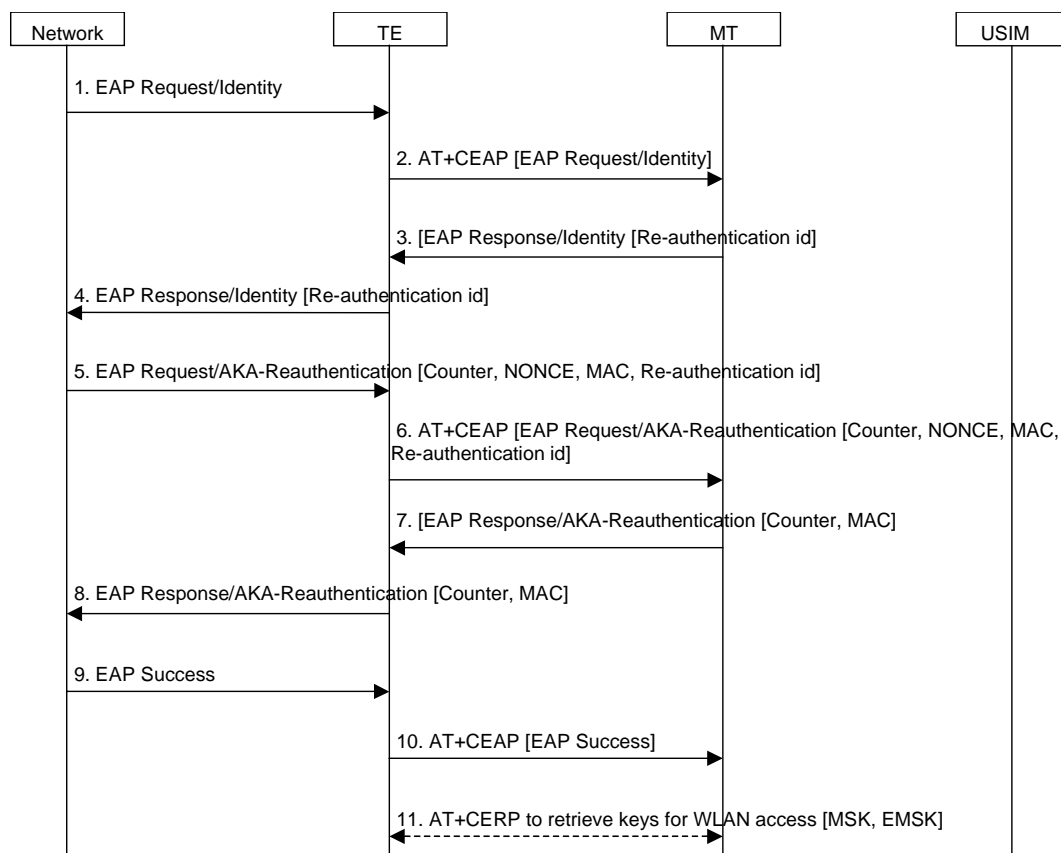 Network
TE
MT
USIM
1. EAP Request/Identity
2. AT+CEAP [EAP Request/Identity]
3. [EAP Response/Identity [Re-authentication id]
4. EAP Response/Identity [Re-authentication id]
5. EAP Request/AKA-Reauthentication [Counter, NONCE, MAC, Re-authentication id]
6. AT+CEAP [EAP Request/AKA-Reauthentication [Counter, NONCE, MAC,
Re-authentication id]
7. [EAP Response/AKA-Reauthentication [Counter, MAC]
8. EAP Response/AKA-Reauthentication [Counter, MAC]
9. EAP Success
10. AT+CEAP [EAP Success]
11. AT+CERP to retrieve keys for WLAN access [MSK, EMSK]